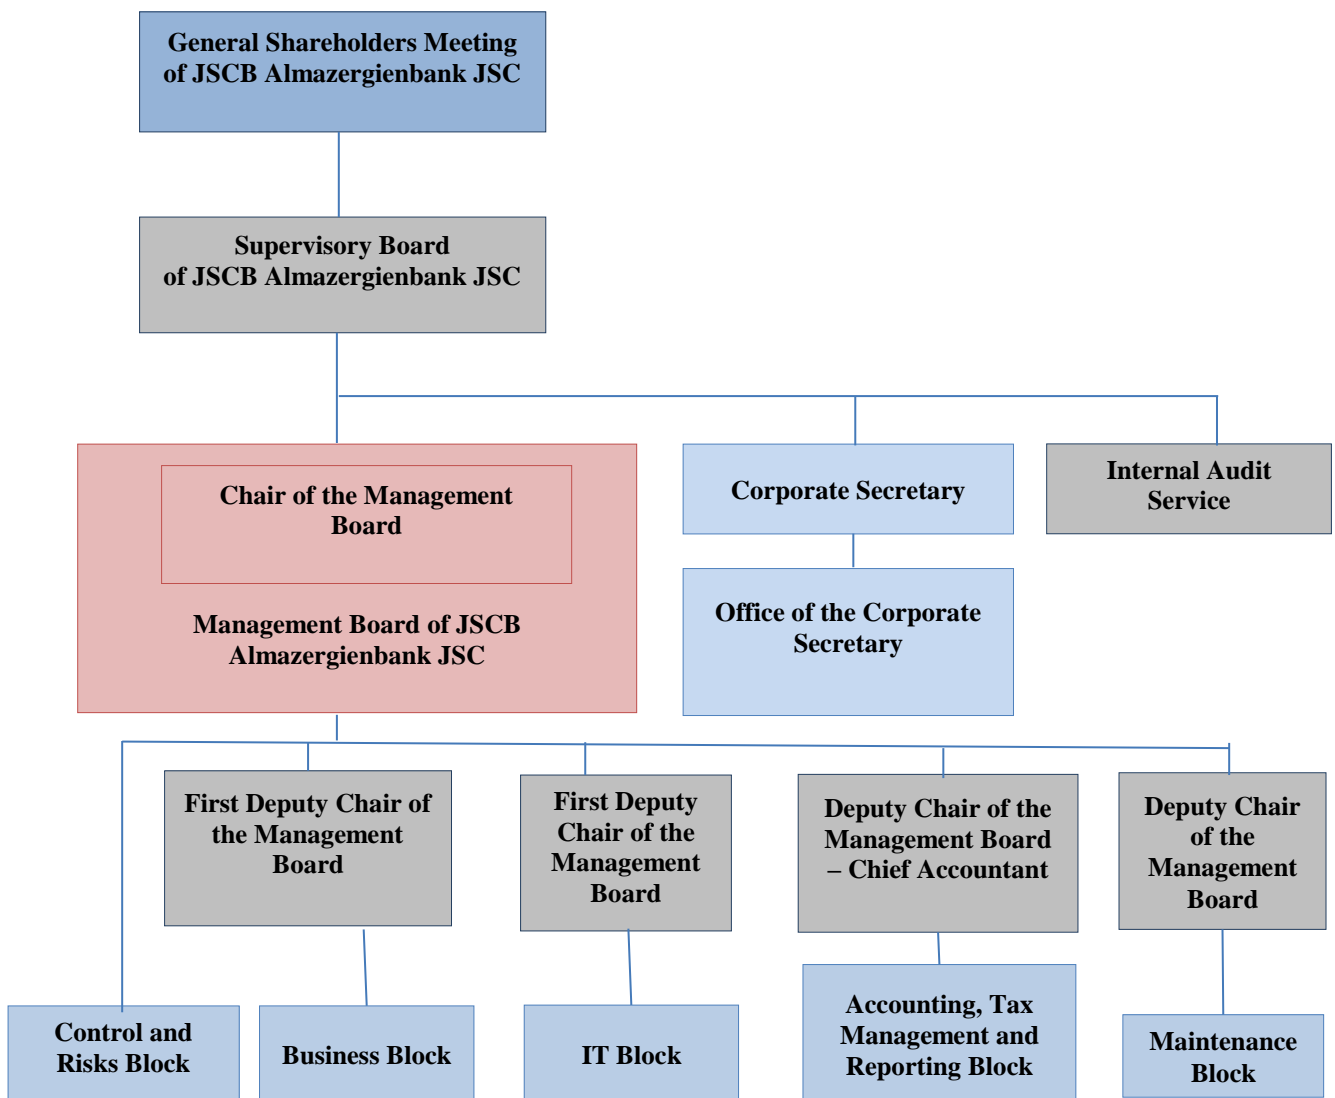 General Shareholders Meeting
of JSCB Almazergienbank JSC
Supervisory Board
of JSCB Almazergienbank JSC
Chair of the Management
Board
Management Board of JSCB
Almazergienbank JSC
Corporate Secretary
Office of the Corporate
Secretary
Internal Audit
Service
First Deputy Chair of
the Management
Board
First Deputy
Chair of the
Management
Board
Deputy Chair of the
Management Board
– Chief Accountant
Deputy Chair
of the
Management
Board
Control and
Risks Block
Business Block
IT Block
Accounting, Tax
Management and
Reporting Block
Maintenance
Block